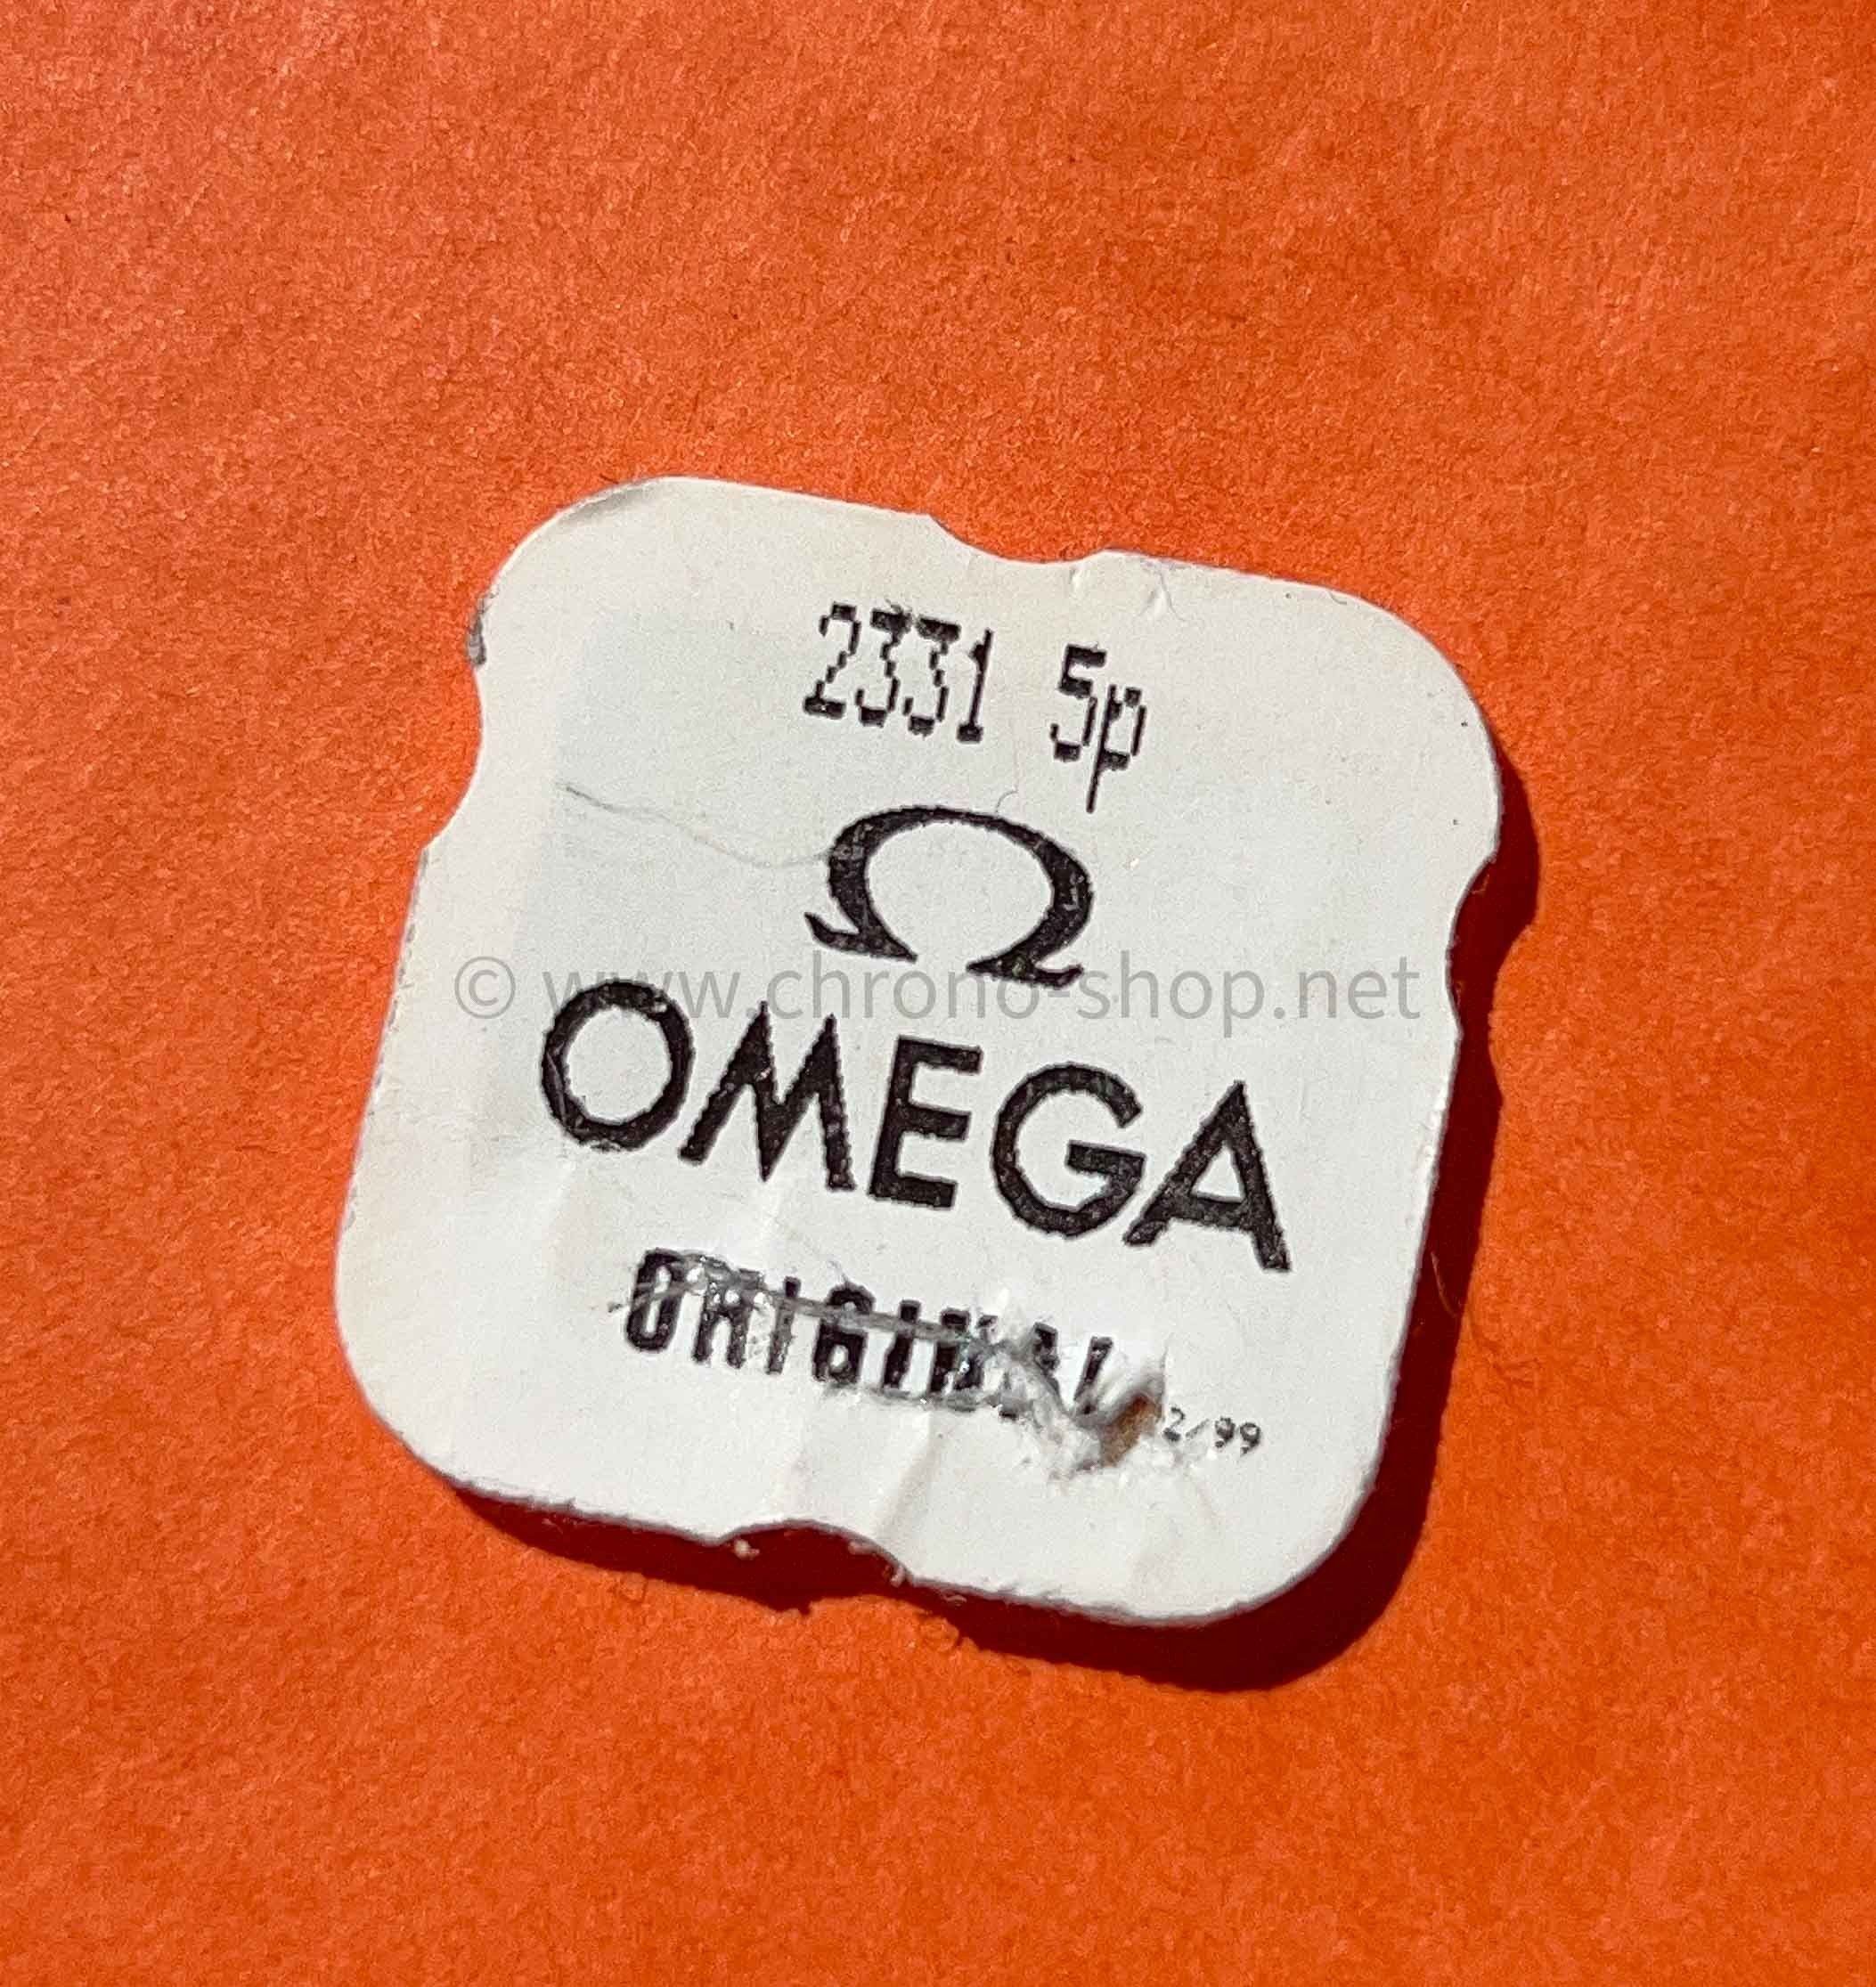 2331 5p
Ω
© www.chrono-shop.net
OMEGA
ORIGINAL
2/99